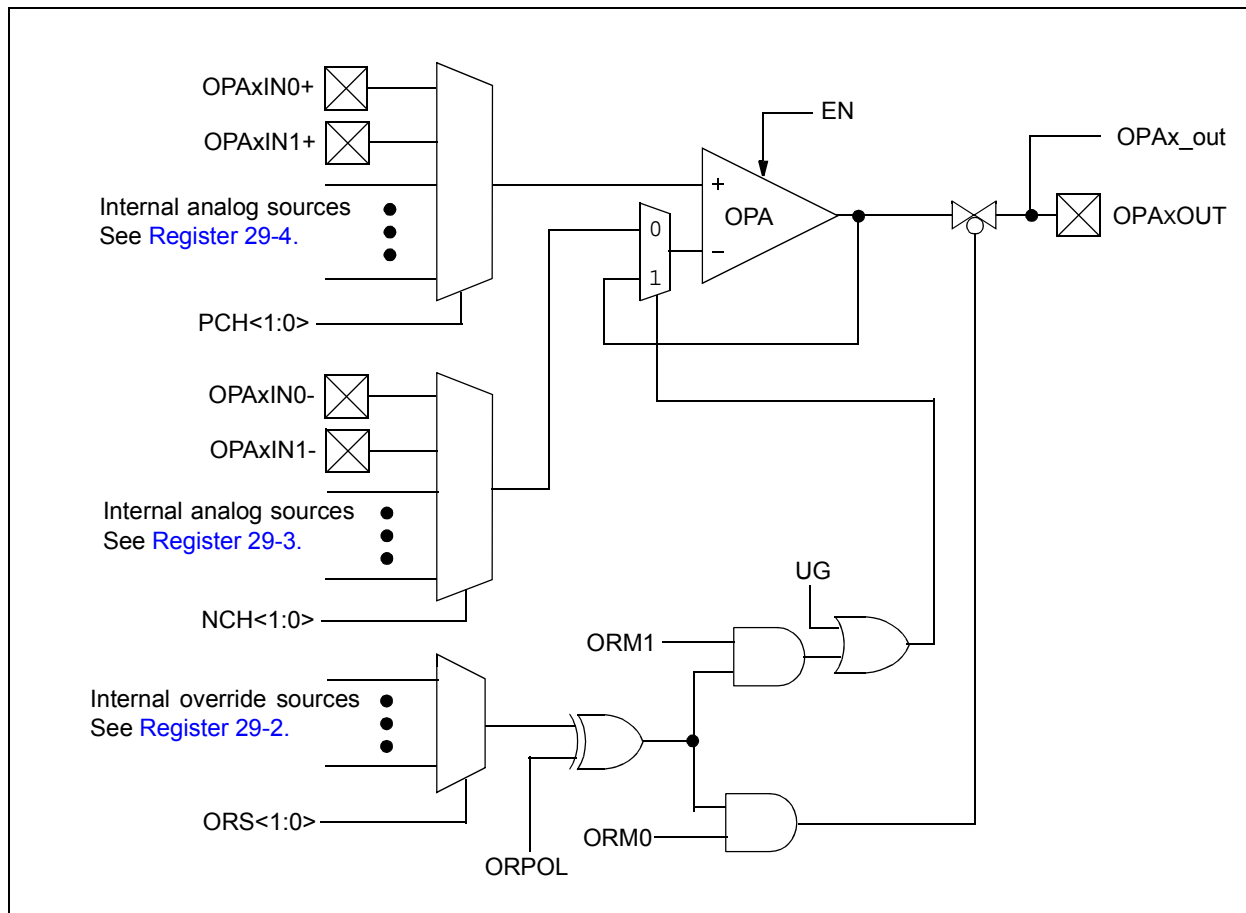 OPAxIN0+
OPAxIN1+
Internal analog sources
See Register 29-4.
PCH<1:0>
EN
+
OPA
−
0
1
OPAx_out
OPAxOUT
OPAxIN0-
OPAxIN1-
Internal analog sources
See Register 29-3.
NCH<1:0>
UG
ORM1
Internal override sources
See Register 29-2.
ORS<1:0>
ORPOL
ORM0